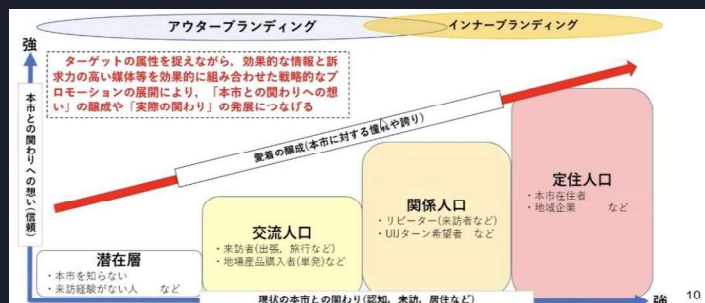 アウターブランディング
インナーブランディング
強
ターゲットの属性を捉えながら，効果的な情報と訴
求力の高い媒体等を効果的に組み合わせた戦略的なプ
ロモーションの展開により，「本市との関わりへの想
い」の醸成や「実際の関わり」の発展につなげる
本市との関わりへの想い(信頼)
愛着の醸成(本市に対する憧れや誇り)
潜在層
・本市を知らない
・来訪経験がない人　など
交流人口
・来訪者(出張，旅行など)
・地場産品購入者(単発)など
関係人口
・リピーター(来訪者など)
・UIJターン希望者　など
定住人口
・本市在住者
・地域企業　など
現状の本市との関わり(認知，来訪，居住など)
強
10